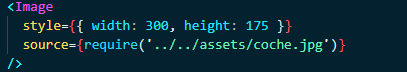 <Image
style={{ width: 300, height: 175 }}
source={require('../../assets/coche.jpg')}
/>